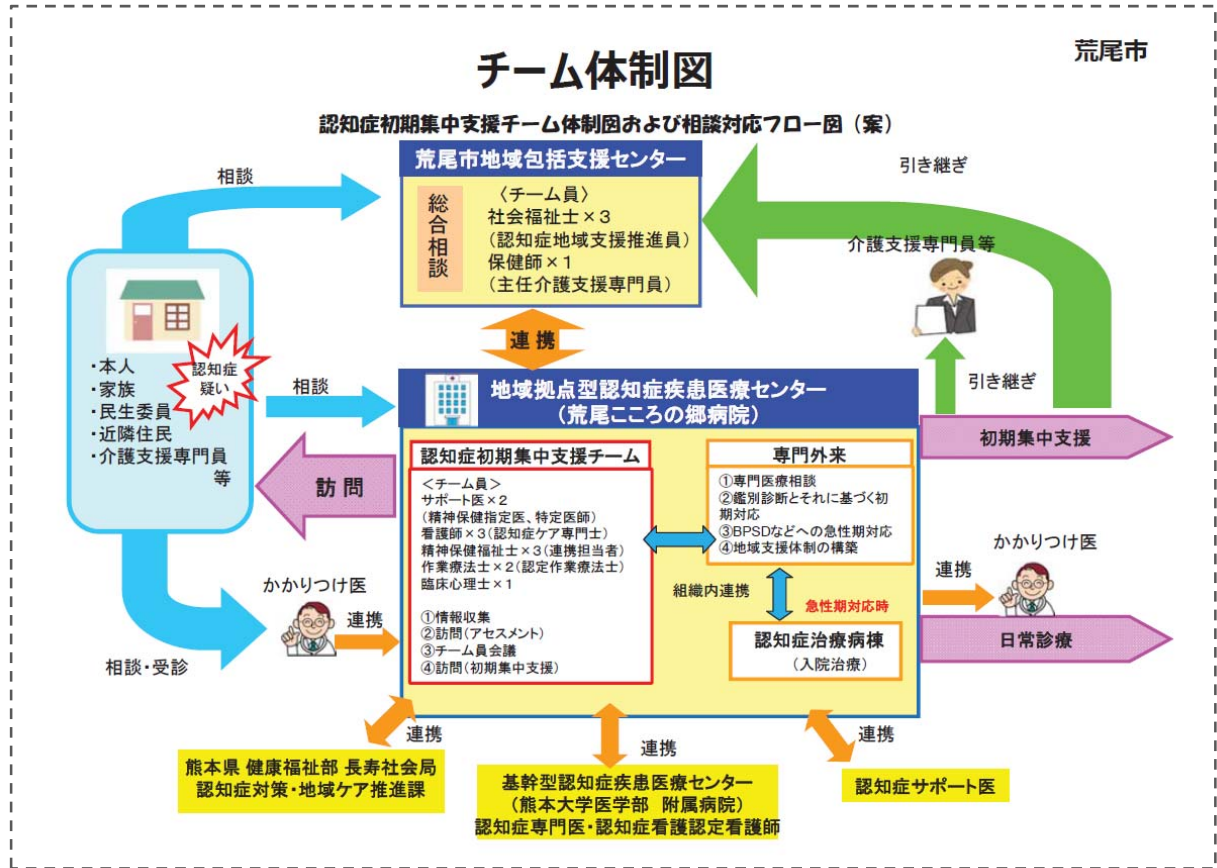 荒尾市
チーム体制図
認知症初期集中支援チーム体制図および相談対応フロー図（案）
荒尾市地域包括支援センター
総合相談
〈チーム員〉
社会福祉士×3
(認知症地域支援推進員)
保健師×1
(主任介護支援専門員)
相談
引き継ぎ
介護支援専門員等
引き継ぎ
連携
・本人
・家族
・民生委員
・近隣住民
・介護支援専門員
等
認知症
疑い
相談
訪問
地域拠点型認知症疾患医療センター
(荒尾こころの郷病院)
初期集中支援
認知症初期集中支援チーム
＜チーム員＞
サポート医×2
(精神保健指定医、特定医師)
看護師×3(認知症ケア専門士)
精神保健福祉士×3(連携担当者)
作業療法士×2(認定作業療法士)
臨床心理士×1
①情報収集
②訪問(アセスメント)
③チーム員会議
④訪問(初期集中支援)
専門外来
①専門医療相談
②鑑別診断とそれに基づく初
期対応
③BPSDなどへの急性期対応
④地域支援体制の構築
組織内連携
急性期対応時
認知症治療病棟
(入院治療)
かかりつけ医
連携
相談・受診
かかりつけ医
連携
日常診療
連携
熊本県 健康福祉部 長寿社会局
認知症対策・地域ケア推進課
連携
基幹型認知症疾患医療センター
(熊本大学医学部 附属病院)
認知症専門医・認知症看護認定看護師
連携
認知症サポート医